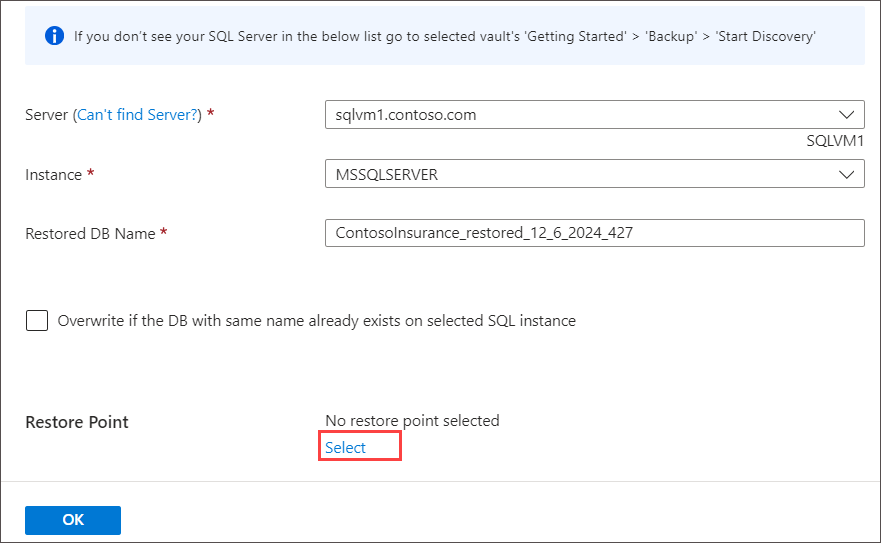 If you don't see your SQL Server in the below list go to selected vault's 'Getting Started' > 'Backup' > 'Start Discovery'
Server (Can't find Server?) * sqlvm1.contoso.com
SQLVM1
Instance * MSSQLSERVER
Restored DB Name * ContosoInsurance_restored_12_6_2024_427
Overwrite if the DB with same name already exists on selected SQL instance
Restore Point No restore point selected
Select
OK